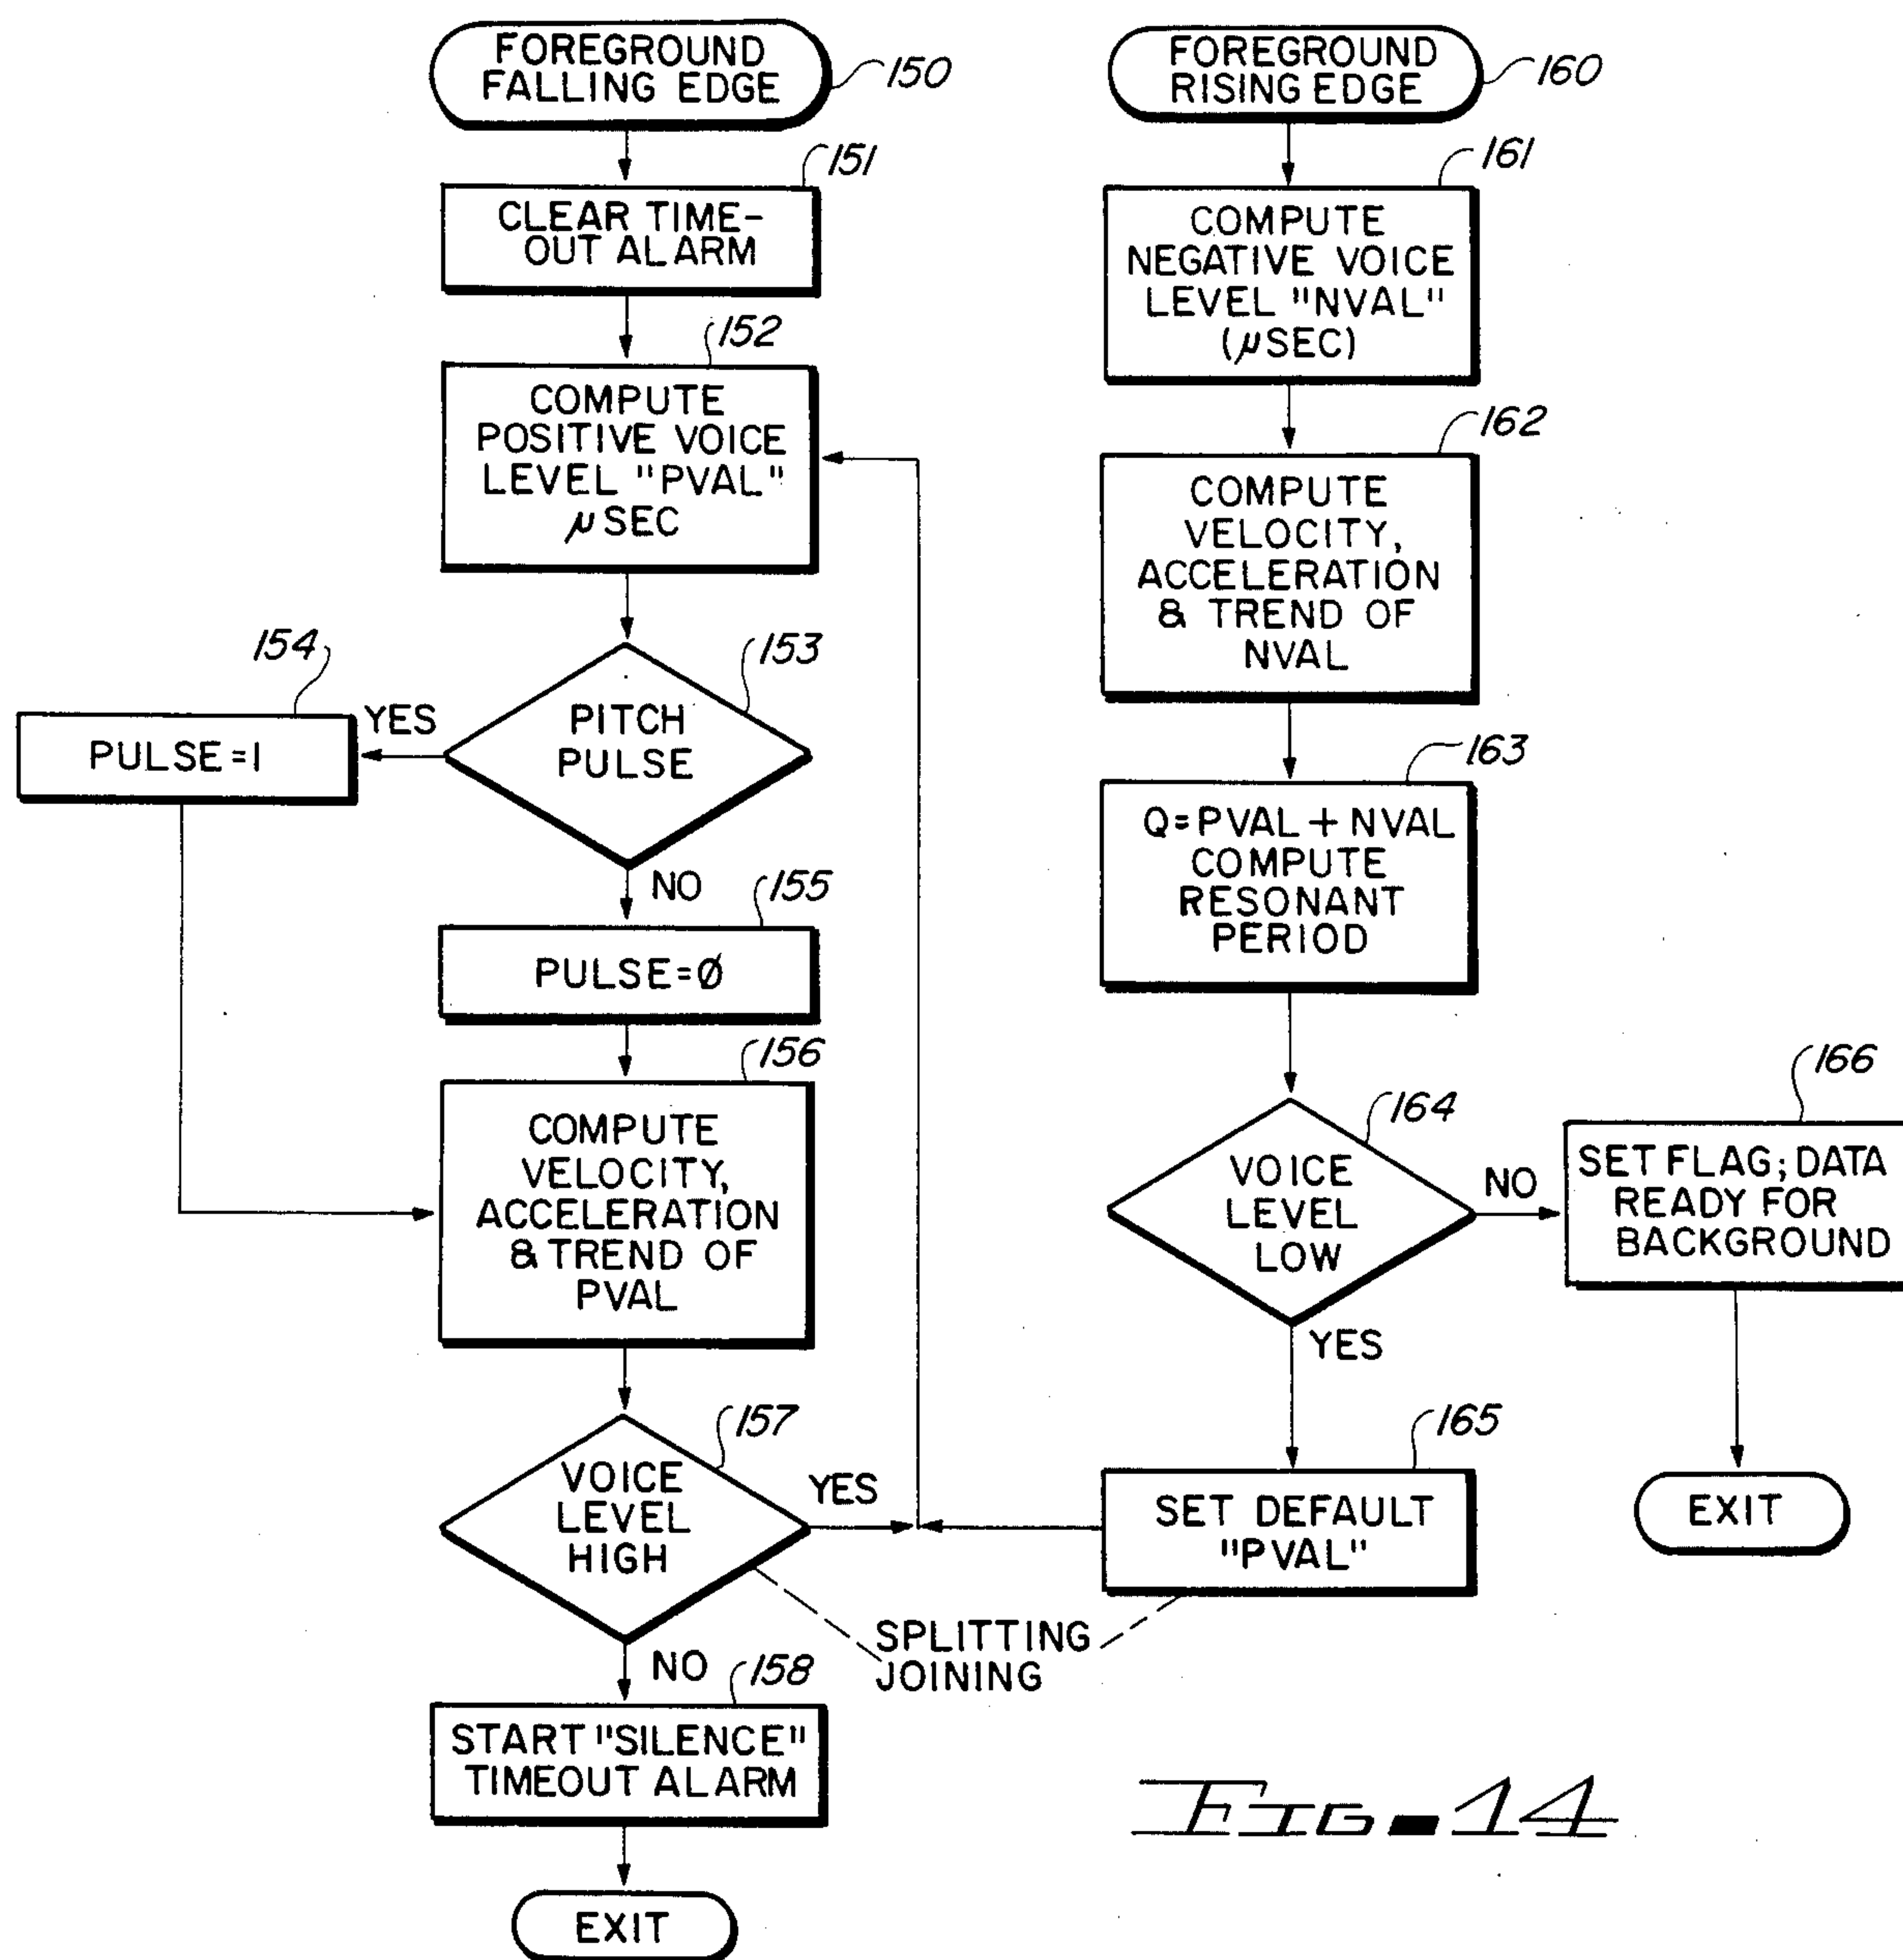 FOREGROUND
FALLING EDGE
150
151
CLEAR TIME-
OUT ALARM
152
COMPUTE
POSITIVE VOICE
LEVEL "PVAL"
μSEC
153
PITCH
PULSE
YES
154
PULSE=1
NO
155
PULSE=Ø
156
COMPUTE
VELOCITY,
ACCELERATION
& TREND OF
PVAL
157
VOICE
LEVEL
HIGH
YES
NO
158
START "SILENCE"
TIMEOUT ALARM
EXIT
SPLITTING
JOINING
FOREGROUND
RISING EDGE
160
161
COMPUTE
NEGATIVE VOICE
LEVEL "NVAL"
(μSEC)
162
COMPUTE
VELOCITY,
ACCELERATION
& TREND OF
NVAL
163
Q=PVAL + NVAL
COMPUTE
RESONANT
PERIOD
164
VOICE
LEVEL
LOW
NO
166
SET FLAG; DATA
READY FOR
BACKGROUND
EXIT
YES
165
SET DEFAULT
"PVAL"
FIG-14